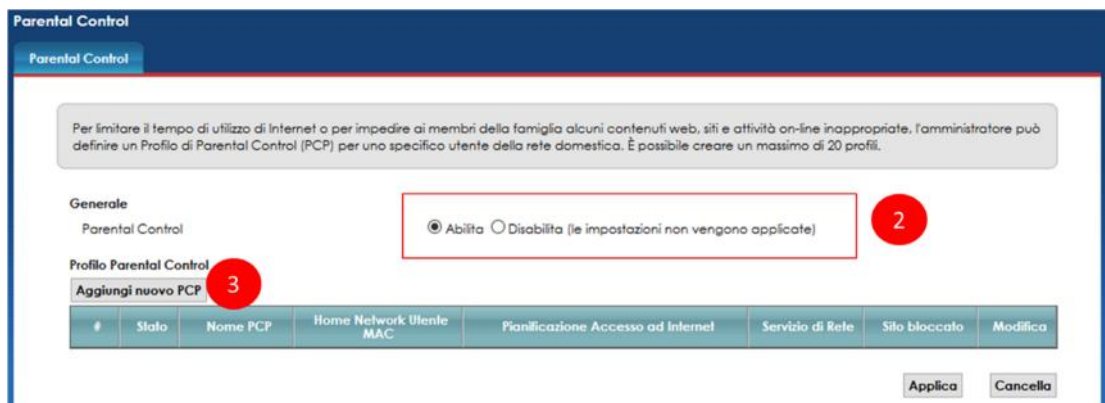 Parental Control
Parental Control
Per limitare il tempo di utilizzo di Internet o per impedire ai membri della famiglia alcuni contenuti web, siti e attività on-line inappropriate, l'amministratore può
definire un Profilo di Parental Control (PCP) per uno specifico utente della rete domestica. È possibile creare un massimo di 20 profili.
Generale
Parental Control Abilita Disabilita (le impostazioni non vengono applicate) 2
Profilo Parental Control
Aggiungi nuovo PCP 3
# Stato Nome PCP Home Network Utente MAC Pianificazione Accesso ad Internet Servizio di Rete Sito bloccato Modifica
Applica Cancella